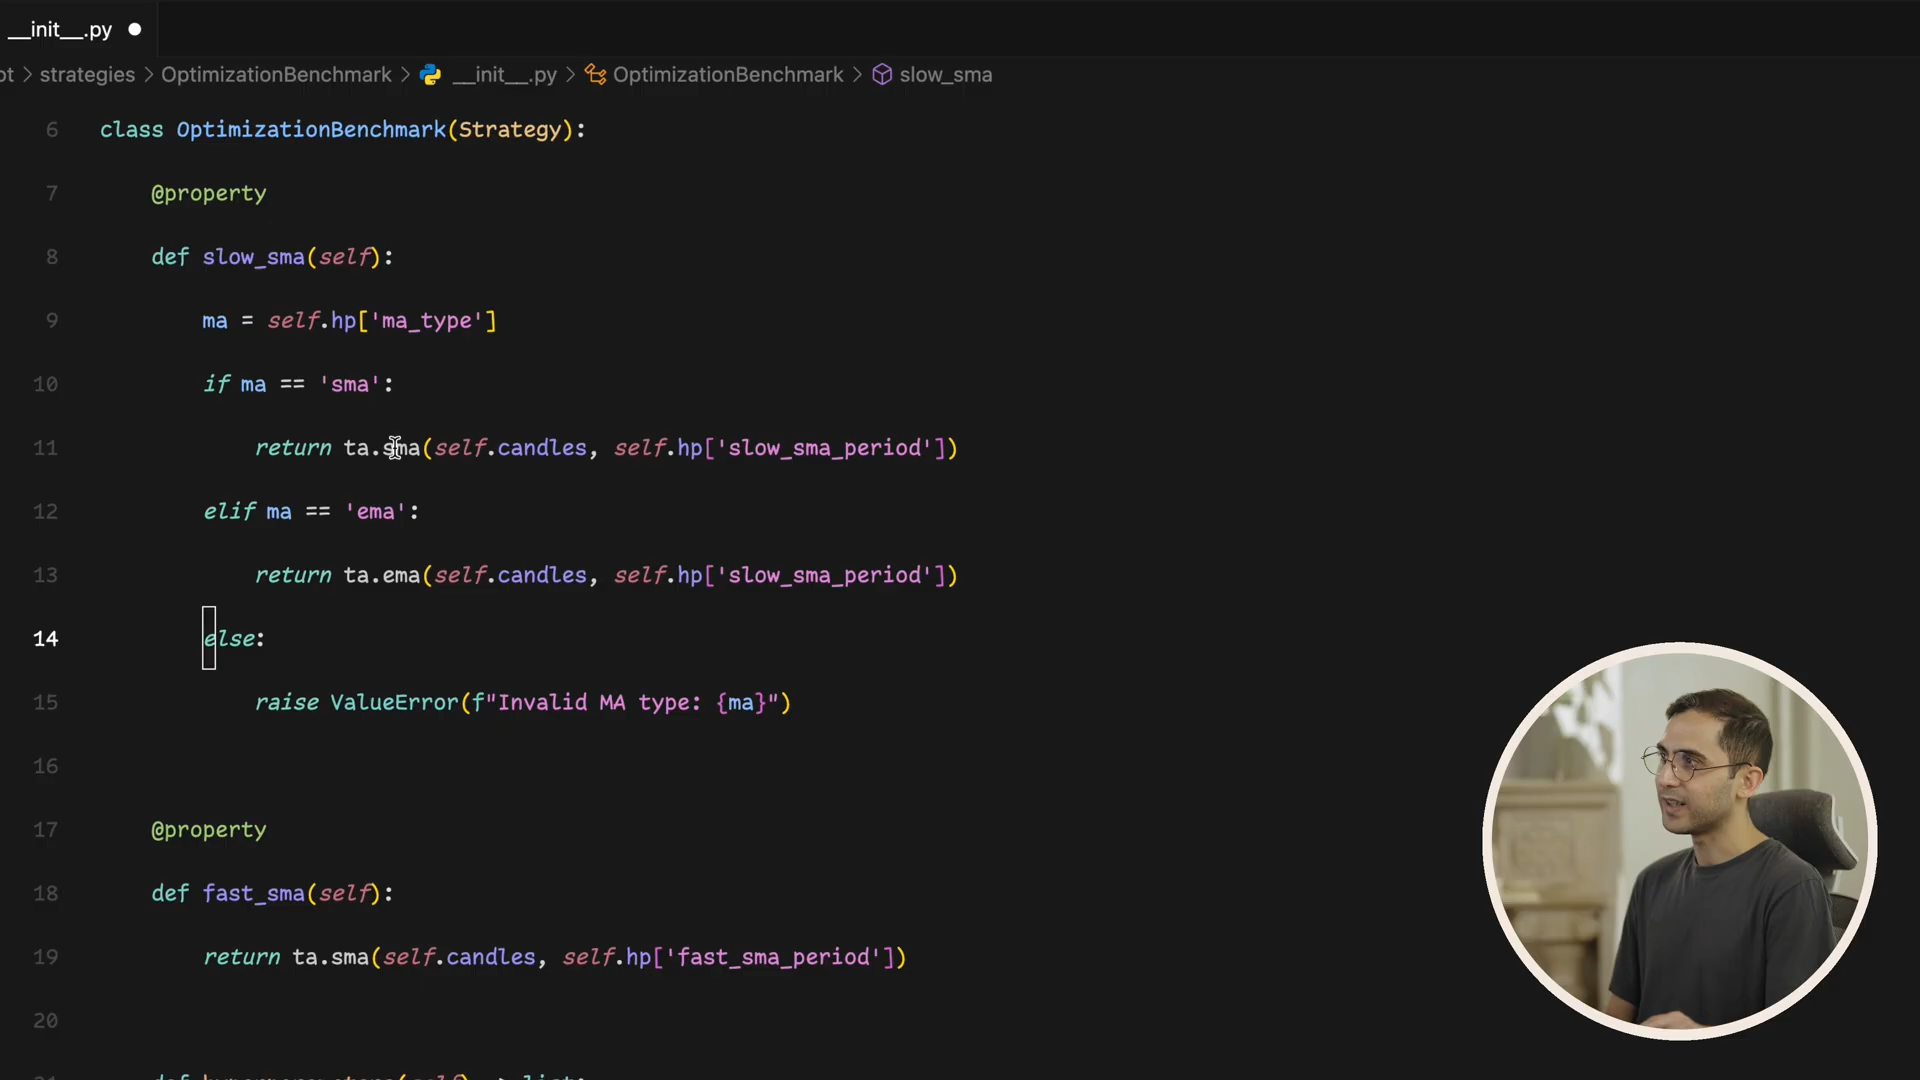 __init__.py
pt > strategies > OptimizationBenchmark > __init__.py > OptimizationBenchmark > slow_sma
6 class OptimizationBenchmark(Strategy):
7 @property
8 def slow_sma(self):
9 ma = self.hp['ma_type']
10 if ma == 'sma':
11 return ta.sma(self.candles, self.hp['slow_sma_period'])
12 elif ma == 'ema':
13 return ta.ema(self.candles, self.hp['slow_sma_period'])
14 else:
15 raise ValueError(f"Invalid MA type: {ma}")
16
17 @property
18 def fast_sma(self):
19 return ta.sma(self.candles, self.hp['fast_sma_period'])
20